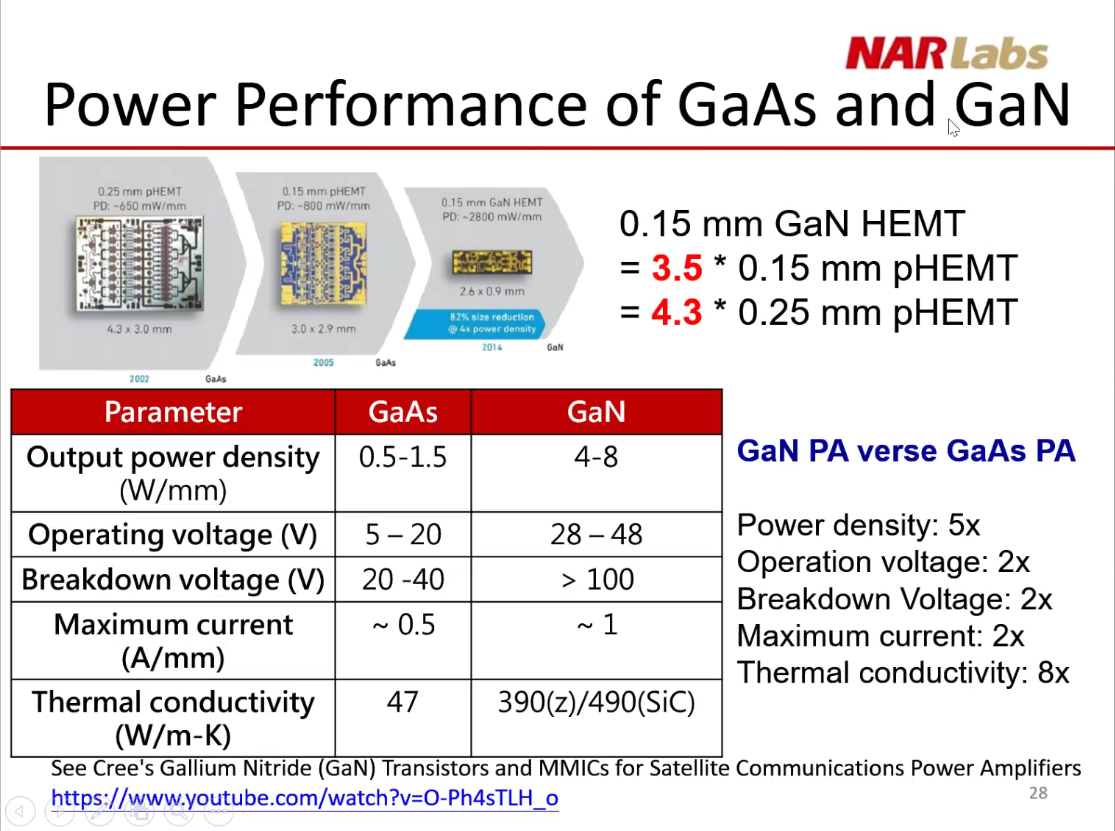 NARLabs
Power Performance of GaAs and GaN
0.25 mm pHEMT
PD: ~650 mW/mm
4.3 x 3.0 mm
2002
GaAs
0.15 mm pHEMT
PD: ~800 mW/mm
3.0 x 2.9 mm
2005
GaAs
0.15 mm GaN HEMT
PD: ~2800 mW/mm
2.6 x 0.9 mm
82% size reduction
@ 4x power density
2014
GaN
0.15 mm GaN HEMT
= 3.5 * 0.15 mm pHEMT
= 4.3 * 0.25 mm pHEMT
Parameter GaAs GaN
Output power density 0.5-1.5 4-8
(W/mm)
Operating voltage (V) 5 – 20 28 – 48
Breakdown voltage (V) 20 -40 > 100
Maximum current ~ 0.5 ~ 1
(A/mm)
Thermal conductivity 47 390(z)/490(SiC)
(W/m-K)
GaN PA verse GaAs PA
Power density: 5x
Operation voltage: 2x
Breakdown Voltage: 2x
Maximum current: 2x
Thermal conductivity: 8x
See Cree's Gallium Nitride (GaN) Transistors and MMICs for Satellite Communications Power Amplifiers
https://www.youtube.com/watch?v=O-Ph4sTLH_o
28